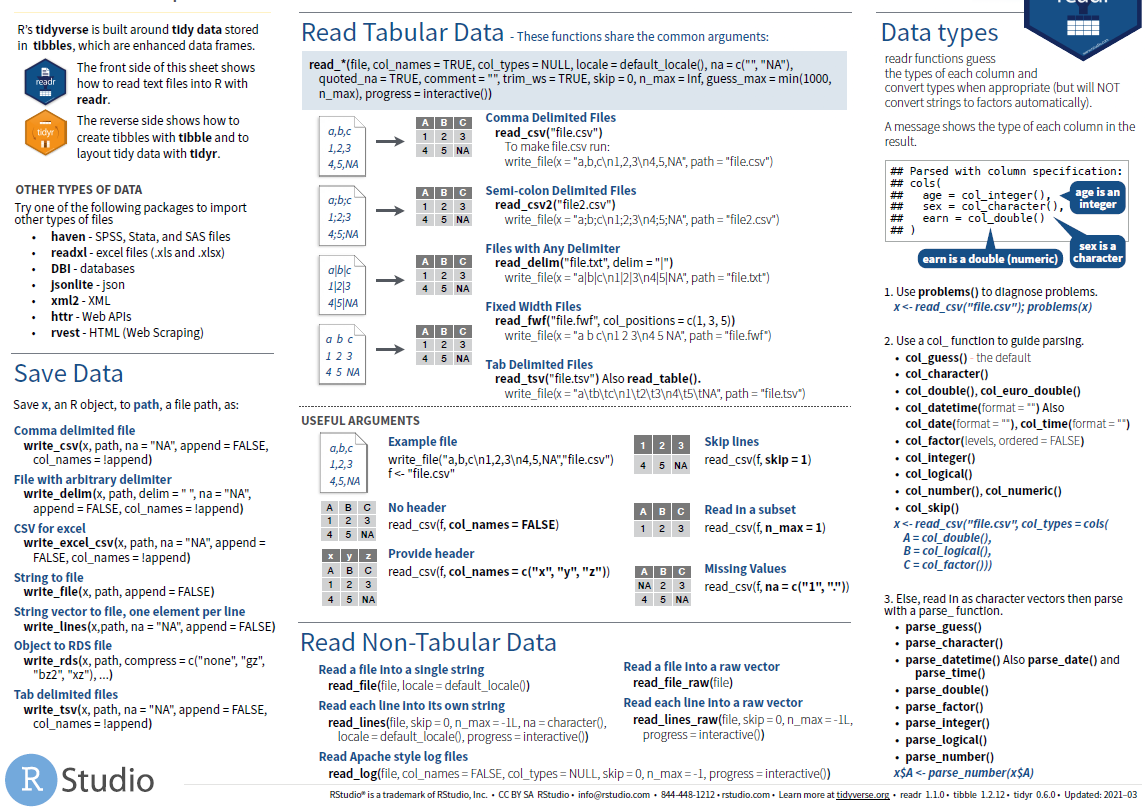 R's tidyverse is built around tidy data stored
in tibbles, which are enhanced data frames.
readr
The front side of this sheet shows
how to read text files into R with
readr.
tidyr
The reverse side shows how to
create tibbles with tibble and to
layout tidy data with tidyr.
OTHER TYPES OF DATA
Try one of the following packages to import
other types of files
• haven - SPSS, Stata, and SAS files
• readxl - excel files (.xls and .xlsx)
• DBI - databases
• jsonlite - json
• xml2 - XML
• httr - Web APIs
• rvest - HTML (Web Scraping)
Save Data
Save x, an R object, to path, a file path, as:
Comma delimited file
write_csv(x, path, na = "NA", append = FALSE,
col_names = !append)
File with arbitrary delimiter
write_delim(x, path, delim = " ", na = "NA",
append = FALSE, col_names = !append)
CSV for excel
write_excel_csv(x, path, na = "NA", append =
FALSE, col_names = !append)
String to file
write_file(x, path, append = FALSE)
String vector to file, one element per line
write_lines(x,path, na = "NA", append = FALSE)
Object to RDS file
write_rds(x, path, compress = c("none", "gz",
"bz2", "xz"), ...)
Tab delimited files
write_tsv(x, path, na = "NA", append = FALSE,
col_names = !append)
R Studio
Read Tabular Data - These functions share the common arguments:
read_*(file, col_names = TRUE, col_types = NULL, locale = default_locale(), na = c("", "NA"),
quoted_na = TRUE, comment = "", trim_ws = TRUE, skip = 0, n_max = Inf, guess_max = min(1000,
n_max), progress = interactive())
a,b,c
1,2,3
4,5,NA
A B C
1 2 3
4 5 NA
Comma Delimited Files
read_csv("file.csv")
To make file.csv run:
write_file(x = "a,b,c\n1,2,3\n4,5,NA", path = "file.csv")
a;b;c
1;2;3
4;5;NA
A B C
1 2 3
4 5 NA
Semi-colon Delimited Files
read_csv2("file2.csv")
write_file(x = "a;b;c\n1;2;3\n4;5;NA", path = "file2.csv")
a|b|c
1|2|3
4|5|NA
A B C
1 2 3
4 5 NA
Files with Any Delimiter
read_delim("file.txt", delim = "|")
write_file(x = "a|b|c\n1|2|3\n4|5|NA", path = "file.txt")
a b c
1 2 3
4 5 NA
A B C
1 2 3
4 5 NA
Fixed Width Files
read_fwf("file.fwf", col_positions = c(1, 3, 5))
write_file(x = "a b c\n1 2 3\n4 5 NA", path = "file.fwf")
Tab Delimited Files
read_tsv("file.tsv") Also read_table().
write_file(x = "a\tb\tc\n1\t2\t3\n4\t5\tNA", path = "file.tsv")
USEFUL ARGUMENTS
a,b,c
1,2,3
4,5,NA
Example file
write_file("a,b,c\n1,2,3\n4,5,NA","file.csv")
f <- "file.csv"
A B C
1 2 3
4 5 NA
No header
read_csv(f, col_names = FALSE)
x y z
A B C
1 2 3
4 5 NA
Provide header
read_csv(f, col_names = c("x", "y", "z"))
1 2 3
4 5 NA
Skip lines
read_csv(f, skip = 1)
A B C
1 2 3
Read in a subset
read_csv(f, n_max = 1)
A B C
NA 2 3
4 5 NA
Missing Values
read_csv(f, na = c("1", "."))
Read Non-Tabular Data
Read a file into a single string
read_file(file, locale = default_locale())
Read each line into its own string
read_lines(file, skip = 0, n_max = -1L, na = character(),
locale = default_locale(), progress = interactive())
Read a file into a raw vector
read_file_raw(file)
Read each line into a raw vector
read_lines_raw(file, skip = 0, n_max = -1L,
progress = interactive())
Read Apache style log files
read_log(file, col_names = FALSE, col_types = NULL, skip = 0, n_max = -1, progress = interactive())
Data types
readr functions guess
the types of each column and
convert types when appropriate (but will NOT
convert strings to factors automatically).
A message shows the type of each column in the
result.
## Parsed with column specification:
## cols(
## age = col_integer(),
## sex = col_character(),
## earn = col_double()
## )
age is an
integer
sex is a
character
earn is a double (numeric)
1. Use problems() to diagnose problems.
x <- read_csv("file.csv"); problems(x)
2. Use a col_ function to guide parsing.
• col_guess() - the default
• col_character()
• col_double(), col_euro_double()
• col_datetime(format = "") Also
col_date(format = ""), col_time(format = "")
• col_factor(levels, ordered = FALSE)
• col_integer()
• col_logical()
• col_number(), col_numeric()
• col_skip()
x <- read_csv("file.csv", col_types = cols(
A = col_double(),
B = col_logical(),
C = col_factor()))
3. Else, read in as character vectors then parse
with a parse_ function.
• parse_guess()
• parse_character()
• parse_datetime() Also parse_date() and
parse_time()
• parse_double()
• parse_factor()
• parse_integer()
• parse_logical()
• parse_number()
x$A <- parse_number(x$A)
RStudio® is a trademark of RStudio, Inc. • CC BY SA RStudio • info@rstudio.com • 844-448-1212 • rstudio.com • Learn more at tidyverse.org • readr 1.1.0 • tibble 1.2.12 • tidyr 0.6.0 • Updated: 2021–03